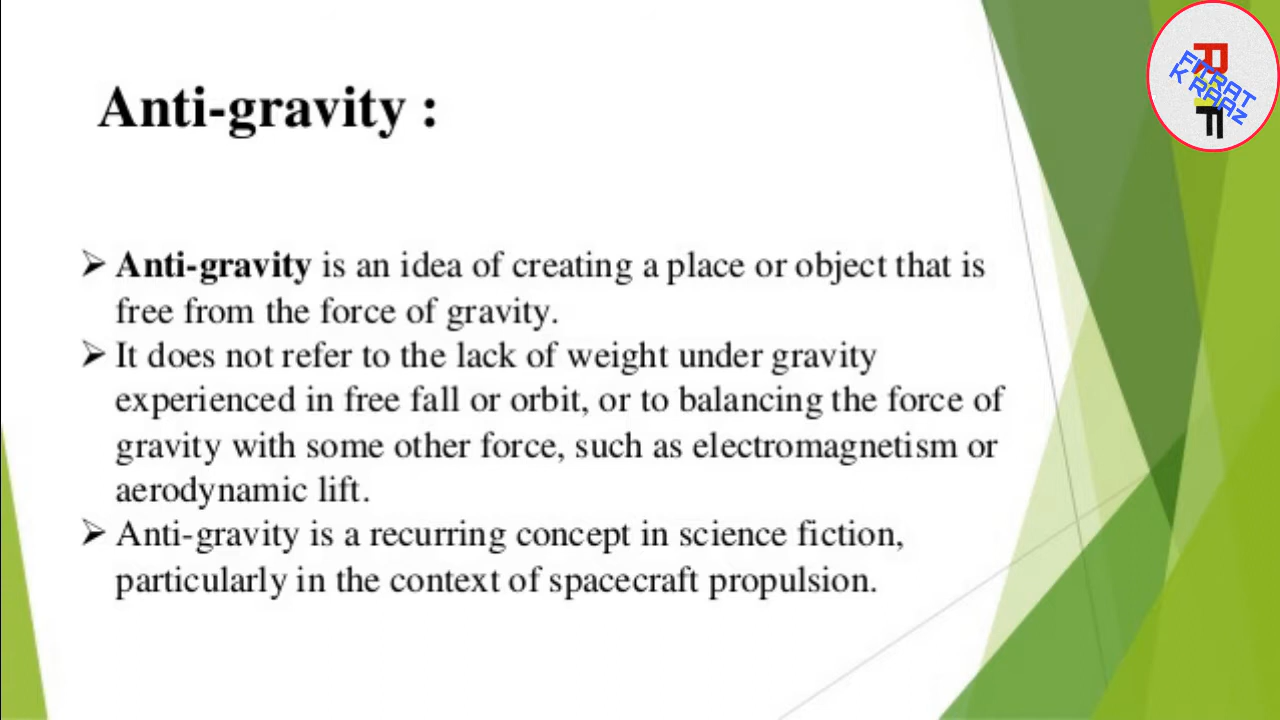 Anti-gravity :
➢ Anti-gravity is an idea of creating a place or object that is
free from the force of gravity.
➢ It does not refer to the lack of weight under gravity
experienced in free fall or orbit, or to balancing the force of
gravity with some other force, such as electromagnetism or
aerodynamic lift.
➢ Anti-gravity is a recurring concept in science fiction,
particularly in the context of spacecraft propulsion.
FITRAT
K RAAZ